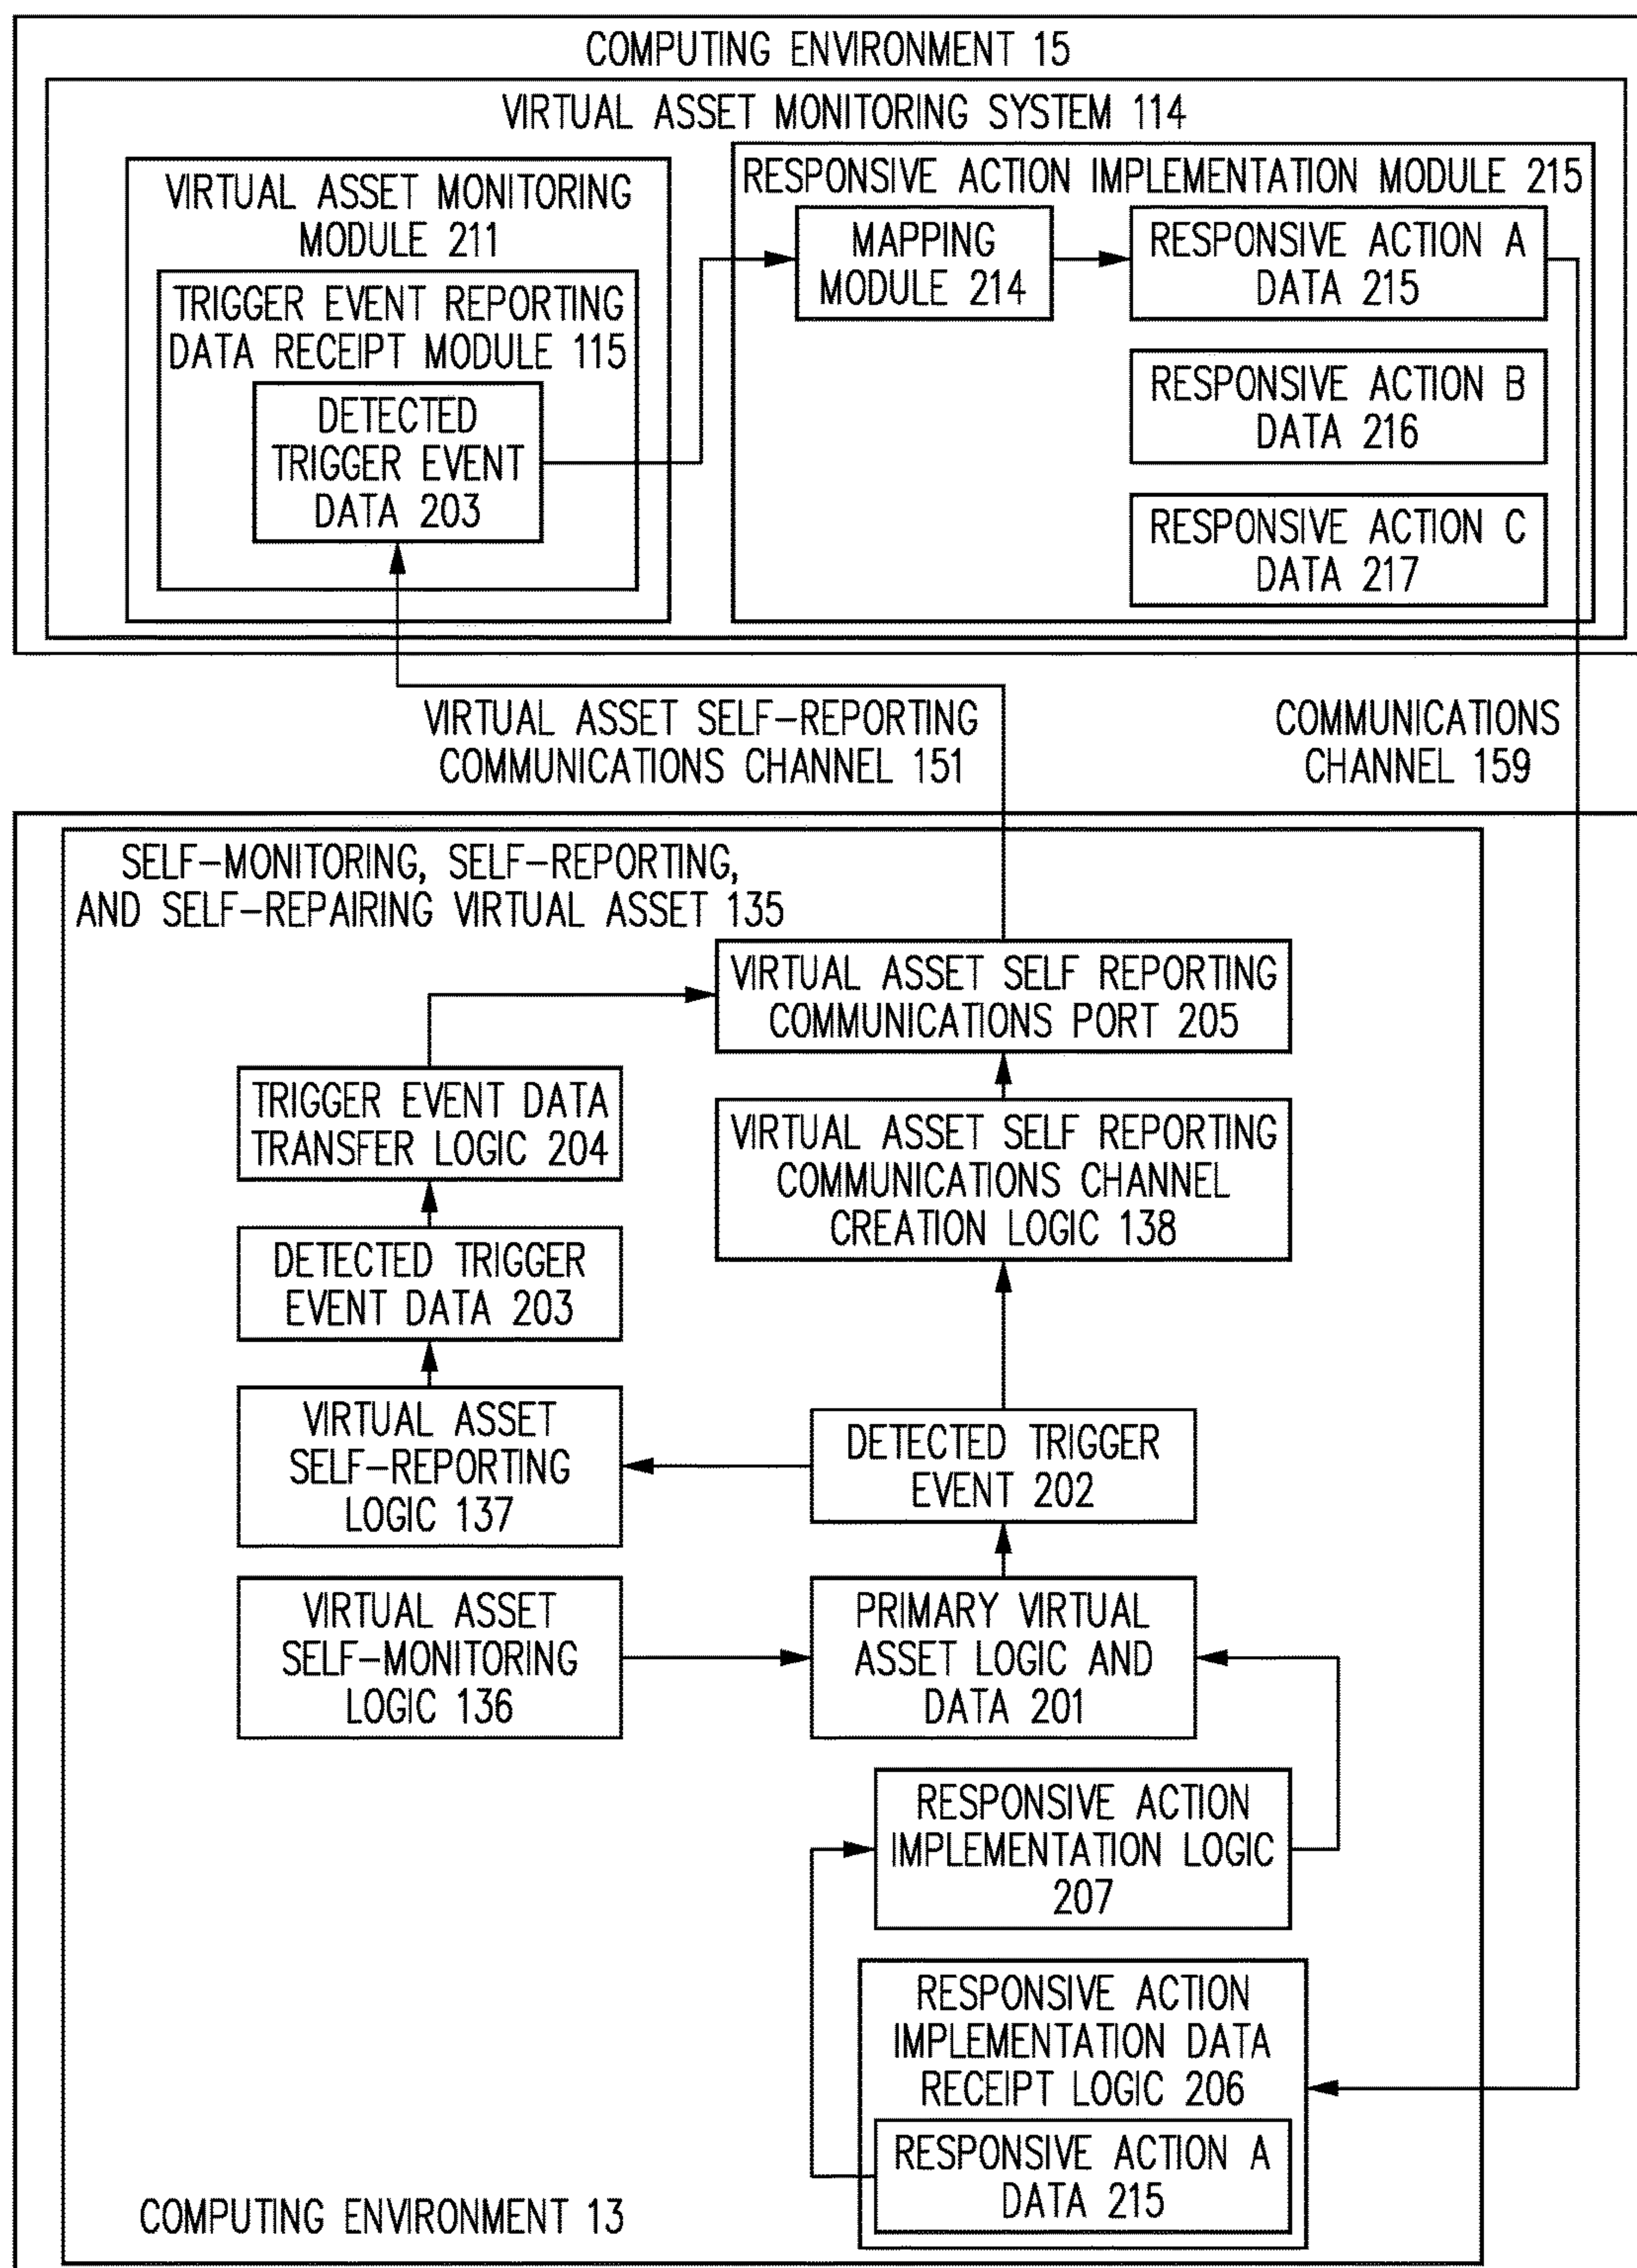 COMPUTING ENVIRONMENT 15
VIRTUAL ASSET MONITORING SYSTEM 114
VIRTUAL ASSET MONITORING
MODULE 211
TRIGGER EVENT REPORTING
DATA RECEIPT MODULE 115
DETECTED
TRIGGER EVENT
DATA 203
RESPONSIVE ACTION IMPLEMENTATION MODULE 215
MAPPING
MODULE 214
RESPONSIVE ACTION A
DATA 215
RESPONSIVE ACTION B
DATA 216
RESPONSIVE ACTION C
DATA 217
VIRTUAL ASSET SELF-REPORTING
COMMUNICATIONS CHANNEL 151
COMMUNICATIONS
CHANNEL 159
SELF-MONITORING, SELF-REPORTING,
AND SELF-REPAIRING VIRTUAL ASSET 135
VIRTUAL ASSET SELF REPORTING
COMMUNICATIONS PORT 205
TRIGGER EVENT DATA
TRANSFER LOGIC 204
VIRTUAL ASSET SELF REPORTING
COMMUNICATIONS CHANNEL
CREATION LOGIC 138
DETECTED TRIGGER
EVENT DATA 203
VIRTUAL ASSET
SELF-REPORTING
LOGIC 137
DETECTED TRIGGER
EVENT 202
VIRTUAL ASSET
SELF-MONITORING
LOGIC 136
PRIMARY VIRTUAL
ASSET LOGIC AND
DATA 201
RESPONSIVE ACTION
IMPLEMENTATION LOGIC
207
RESPONSIVE ACTION
IMPLEMENTATION DATA
RECEIPT LOGIC 206
RESPONSIVE ACTION A
DATA 215
COMPUTING ENVIRONMENT 13